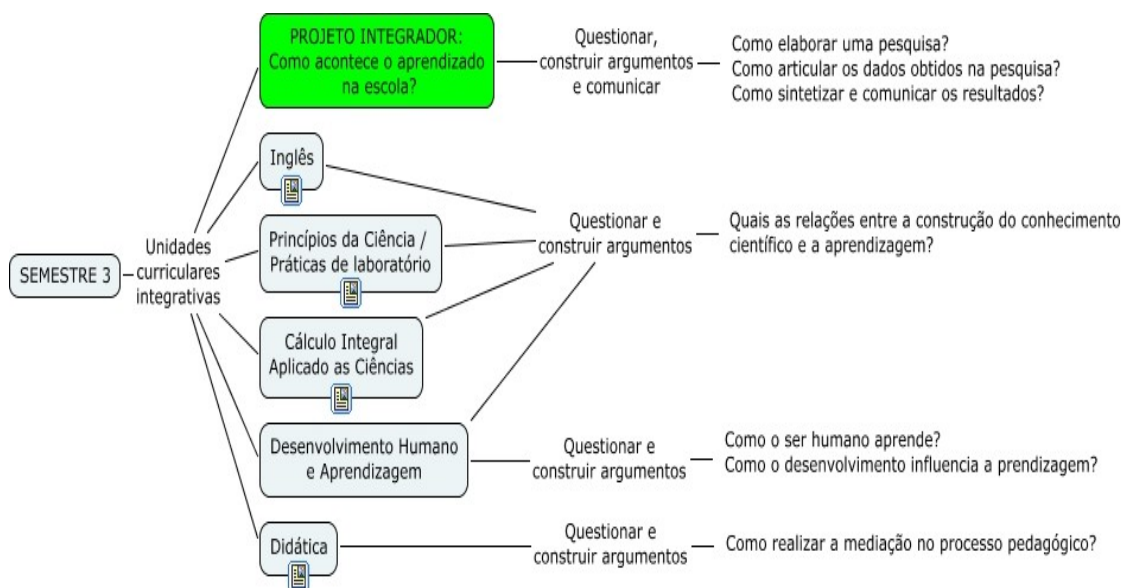 PROJETO INTEGRADOR:
Como acontece o aprendizado
na escola?
Questionar,
construir argumentos
e comunicar
Como elaborar uma pesquisa?
Como articular os dados obtidos na pesquisa?
Como sintetizar e comunicar os resultados?
Inglês
SEMESTRE 3
Unidades
curriculares
integrativas
Princípios da Ciência /
Práticas de laboratório
Questionar e
construir argumentos
Quais as relações entre a construção do conhecimento
científico e a aprendizagem?
Cálculo Integral
Aplicado as Ciências
Desenvolvimento Humano
e Aprendizagem
Questionar e
construir argumentos
Como o ser humano aprende?
Como o desenvolvimento influencia a prendizagem?
Didática
Questionar e
construir argumentos
Como realizar a mediação no processo pedagógico?